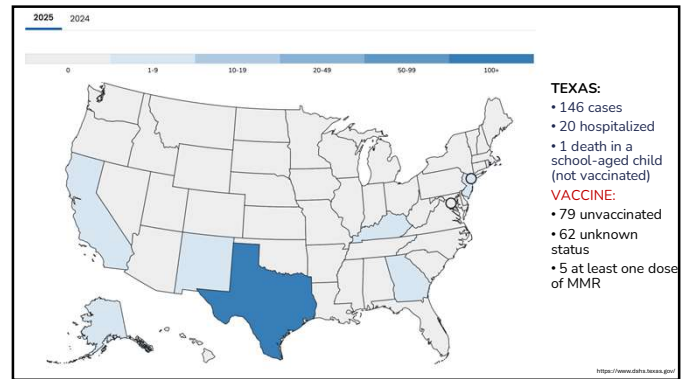 2025 2024
0 1-9 10-19 20-49 50-99 100+
TEXAS:
• 146 cases
• 20 hospitalized
• 1 death in a
school-aged child
(not vaccinated)
VACCINE:
• 79 unvaccinated
• 62 unknown
status
• 5 at least one dose
of MMR
https://www.dshs.texas.gov/